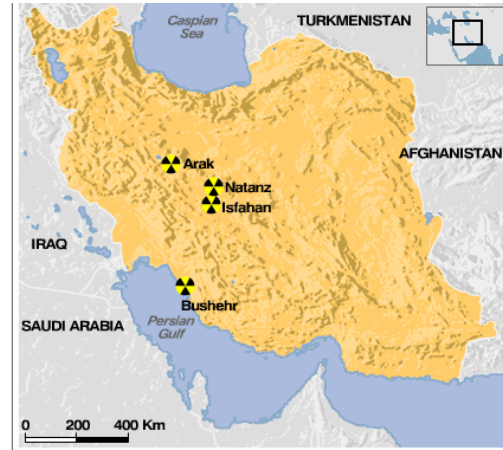 Caspian
Sea
TURKMENISTAN
Arak
AFGHANISTAN
Natanz
Isfahan
IRAQ
Bushehr
SAUDI ARABIA
Persian
Gulf
0 200 400 Km